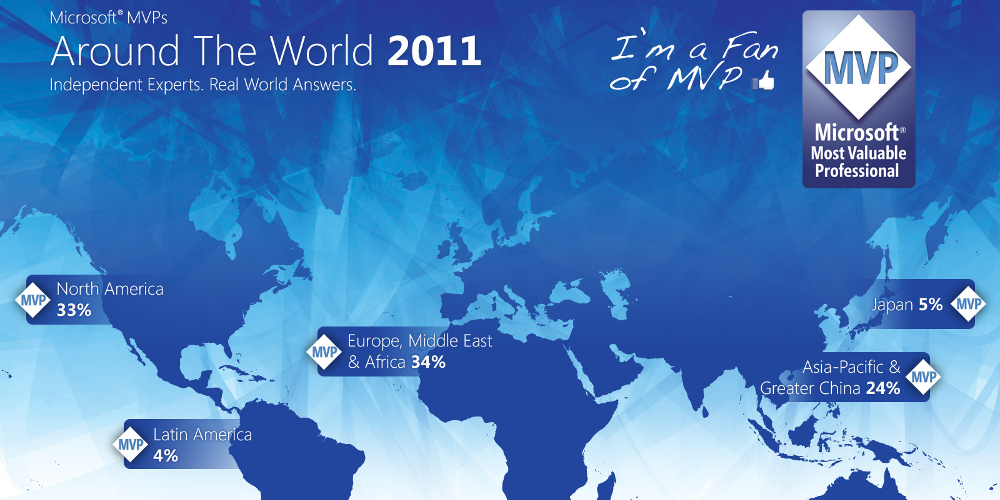 Microsoft® MVPs
Around The World 2011
Independent Experts. Real World Answers.
I'm a Fan
of MVP
MVP
Microsoft®
Most Valuable
Professional
MVP
North America
33%
MVP
Europe, Middle East
& Africa 34%
MVP
Latin America
4%
Japan 5%
MVP
Asia-Pacific &
Greater China 24%
MVP